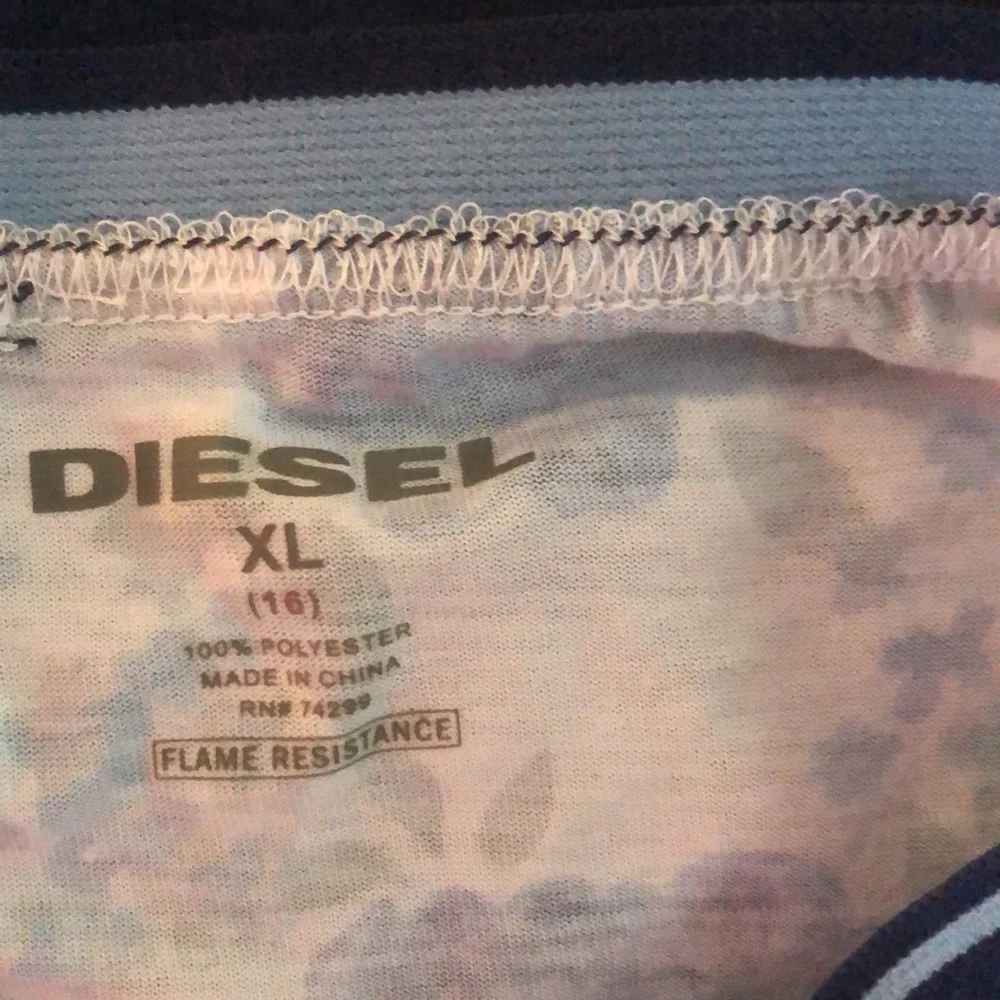 DIESEL
XL
(16)
100% POLYESTER
MADE IN CHINA
RN# 74299
FLAME RESISTANCE